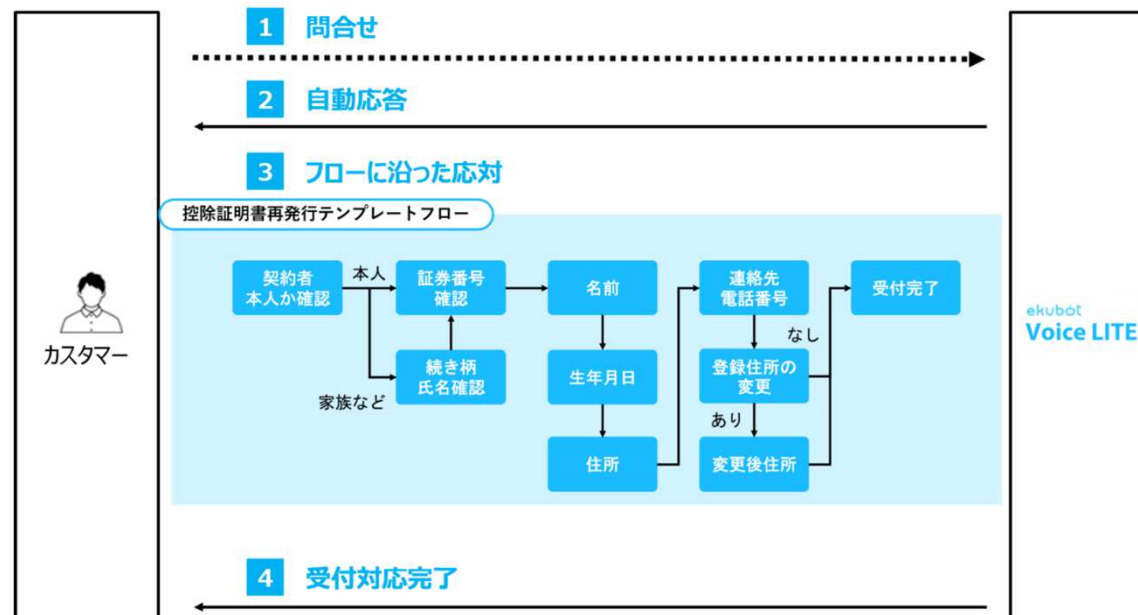 1 問合せ
2 自動応答
3 フローに沿った応対
控除証明書再発行テンプレートフロー
契約者
本人か確認
本人
証券番号
確認
名前
連絡先
電話番号
受付完了
続き柄
氏名確認
家族など
生年月日
登録住所の
変更
なし
あり
住所
変更後住所
カスタマー
ekubot
Voice LITE
4 受付対応完了